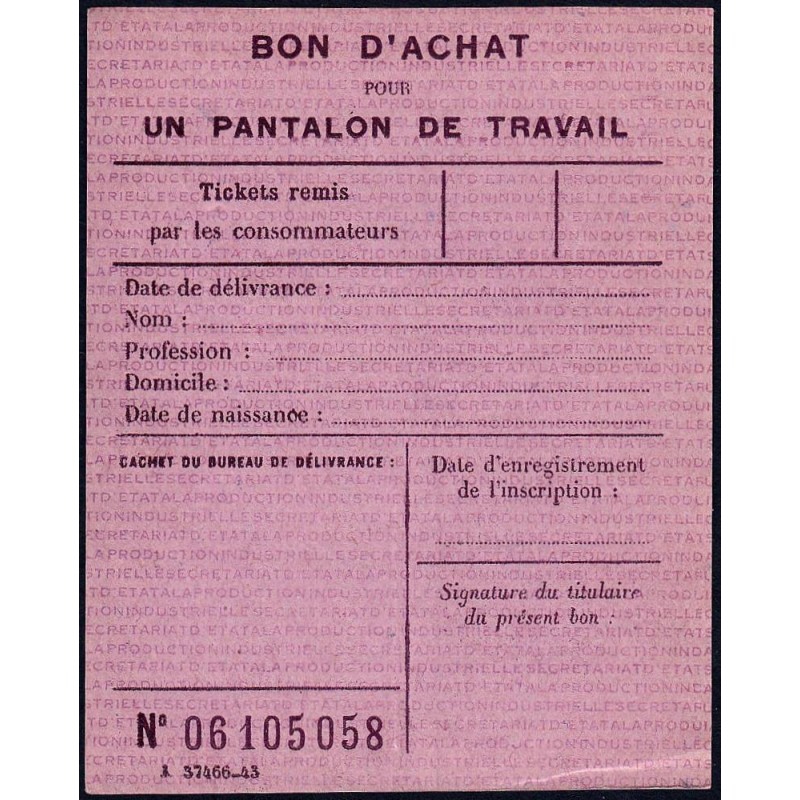 BON D'ACHAT
POUR
UN PANTALON DE TRAVAIL
Tickets remis
par les consommateurs
Date de délivrance :
Nom :
Profession :
Domicile :
Date de naissance :
CACHET DU BUREAU DE DÉLIVRANCE :
Date d'enregistrement
de l'inscription :
Signature du titulaire
du présent bon :
Nº 06105058
37466-43